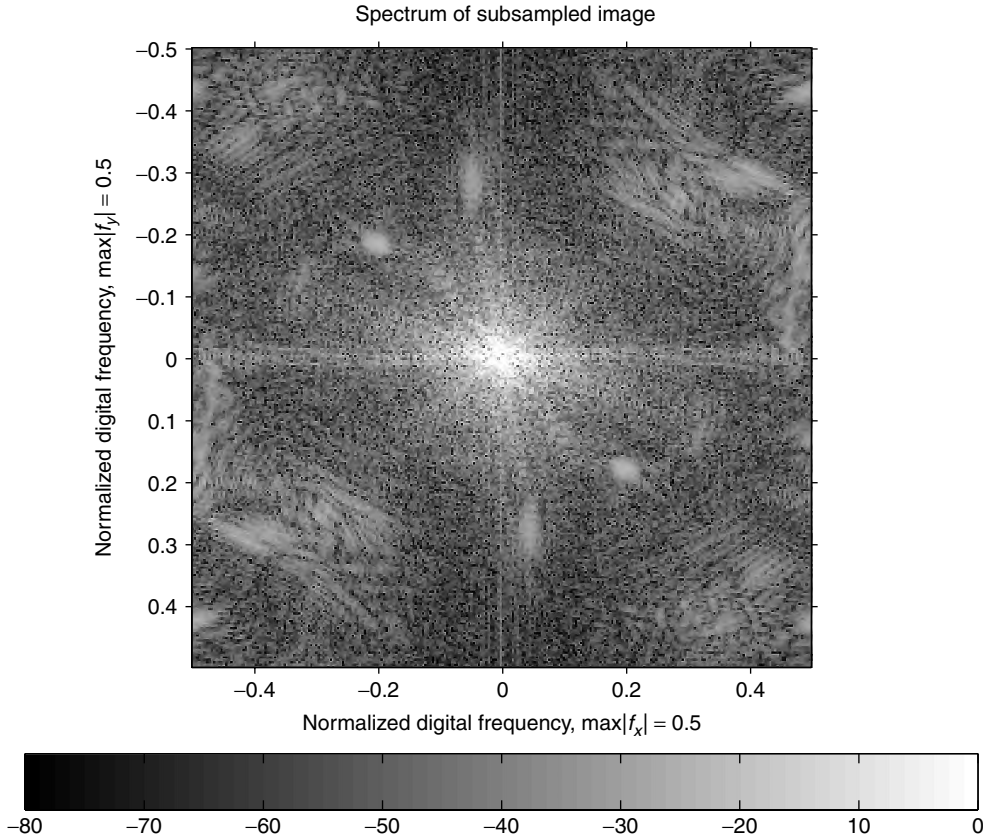 Spectrum of subsampled image
Normalized digital frequency, max|fy| = 0.5
−0.5
−0.4
−0.3
−0.2
−0.1
0
0.1
0.2
0.3
0.4
−0.4 −0.2 0 0.2 0.4
Normalized digital frequency, max|fx| = 0.5
−80 −70 −60 −50 −40 −30 −20 10 0